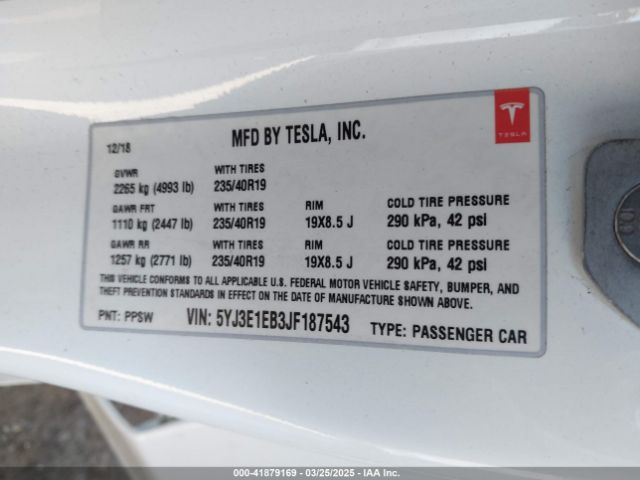 TESLA
12/18
MFD BY TESLA, INC.
GVWR WITH TIRES
2265 kg (4993 lb) 235/40R19
GAWR FRT WITH TIRES RIM COLD TIRE PRESSURE
1110 kg (2447 lb) 235/40R19 19X8.5 J 290 kPa, 42 psi
GAWR RR WITH TIRES RIM COLD TIRE PRESSURE
1257 kg (2771 lb) 235/40R19 19X8.5 J 290 kPa, 42 psi
THIS VEHICLE CONFORMS TO ALL APPLICABLE U.S. FEDERAL MOTOR VEHICLE SAFETY, BUMPER, AND
THEFT PREVENTION STANDARDS IN EFFECT ON THE DATE OF MANUFACTURE SHOWN ABOVE.
PNT: PPSW VIN: 5YJ3E1EB3JF187543 TYPE: PASSENGER CAR
000-41879169 - 03/25/2025 - IAA Inc.